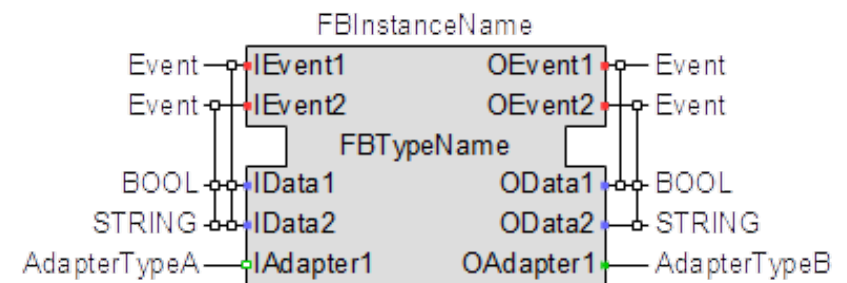 FBInstanceName
Event IEvent1 OEvent1 Event
Event IEvent2 OEvent2 Event
FBTypeName
BOOL IData1 OData1 BOOL
STRING IData2 OData2 STRING
AdapterTypeA IAdapter1 OAdapter1 AdapterTypeB